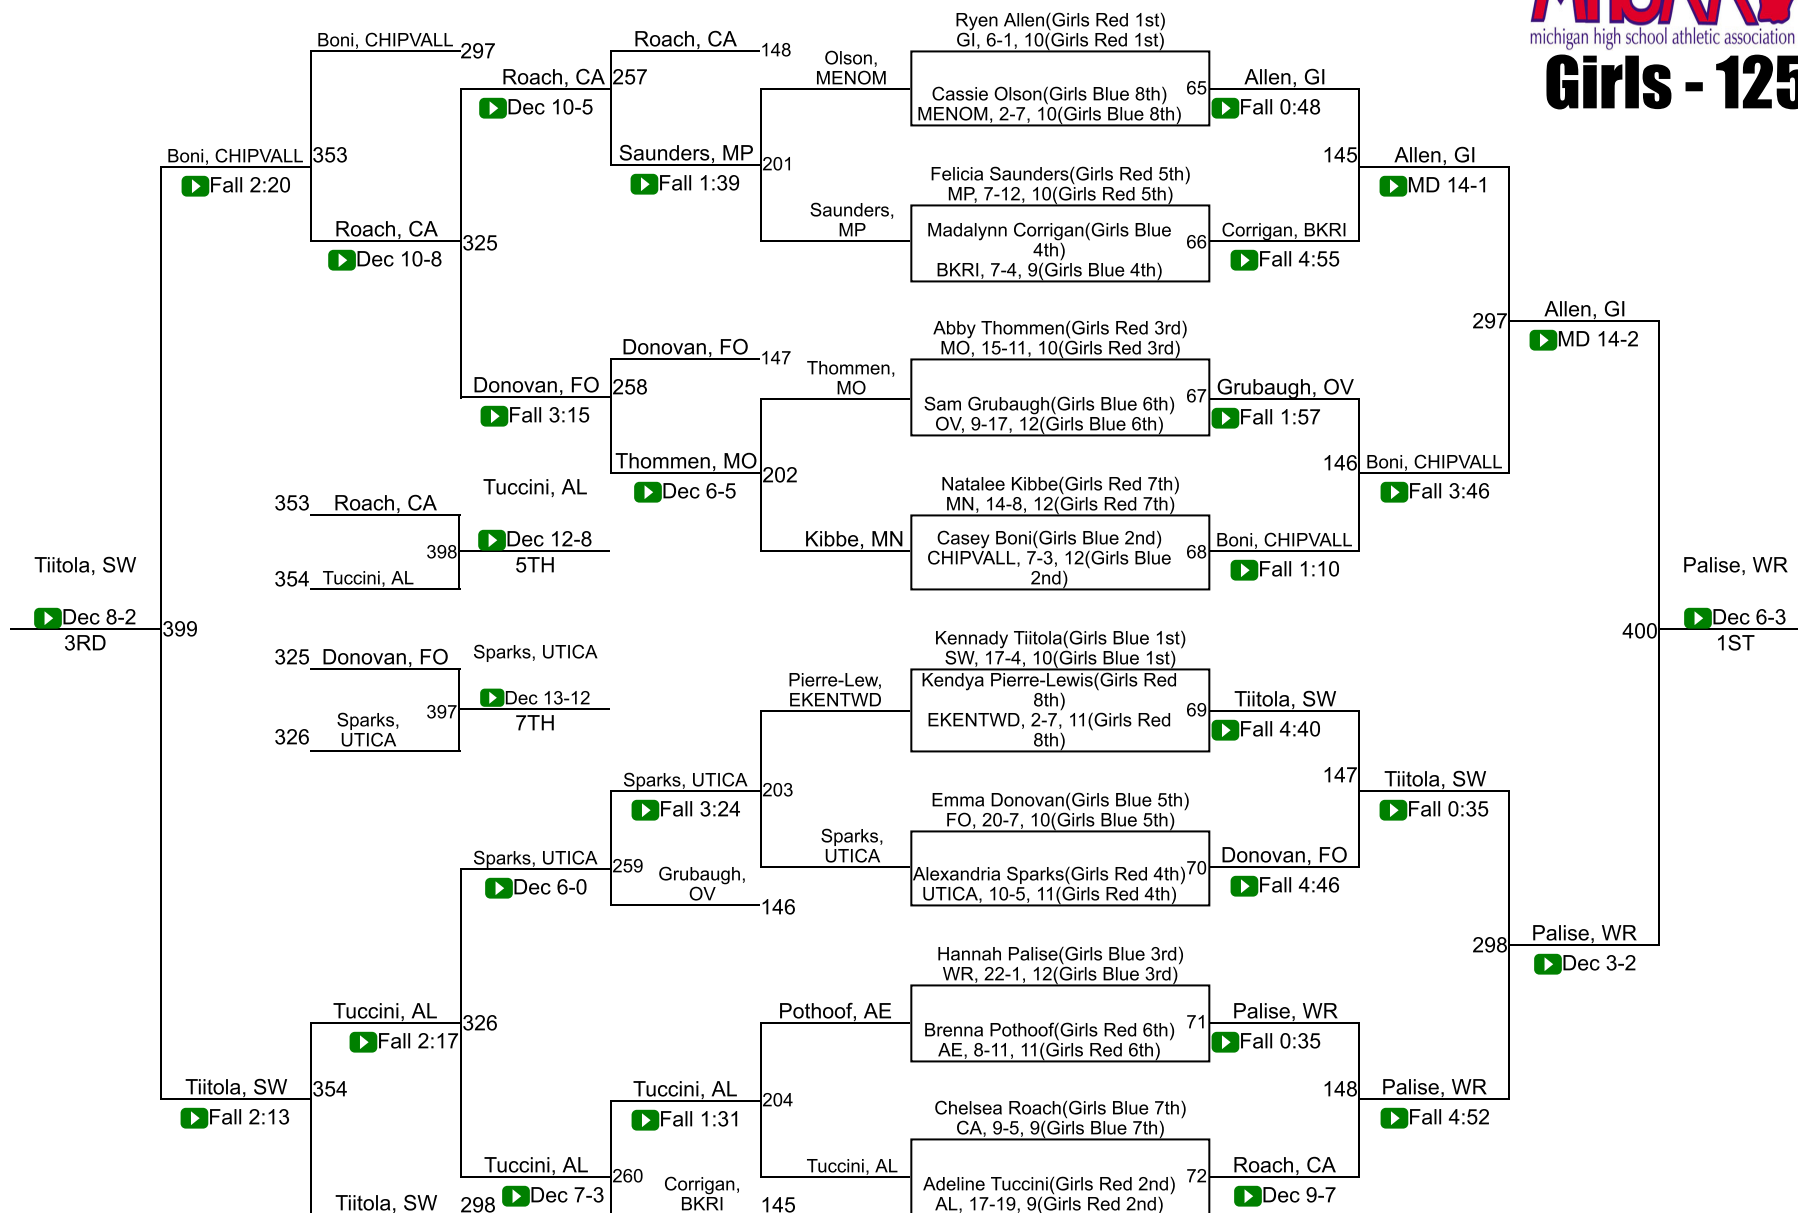 MHSAA
michigan high school athletic association
Girls - 125
Boni, CHIPVALL
297
Boni, CHIPVALL
353
Fall 2:20
Roach, CA
325
Dec 10-8
Roach, CA
257
Dec 10-5
Donovan, FO
258
Fall 3:15
Roach, CA
148
Saunders, MP
201
Fall 1:39
Donovan, FO
147
Thommen, MO
202
Dec 6-5
Olson,
MENOM
Saunders,
MP
Thommen,
MO
Kibbe, MN
Ryen Allen(Girls Red 1st)
GI, 6-1, 10(Girls Red 1st)
Cassie Olson(Girls Blue 8th)
MENOM, 2-7, 10(Girls Blue 8th)
65
Allen, GI
Fall 0:48
Felicia Saunders(Girls Red 5th)
MP, 7-12, 10(Girls Red 5th)
Madalynn Corrigan(Girls Blue
4th)
BKRI, 7-4, 9(Girls Blue 4th)
66
Corrigan, BKRI
Fall 4:55
145
Allen, GI
MD 14-1
Abby Thommen(Girls Red 3rd)
MO, 15-11, 10(Girls Red 3rd)
Sam Grubaugh(Girls Blue 6th)
OV, 9-17, 12(Girls Blue 6th)
67
Grubaugh, OV
Fall 1:57
Natalee Kibbe(Girls Red 7th)
MN, 14-8, 12(Girls Red 7th)
Casey Boni(Girls Blue 2nd)
CHIPVALL, 7-3, 12(Girls Blue
2nd)
68
Boni, CHIPVALL
Fall 1:10
146
Boni, CHIPVALL
Fall 3:46
297
Allen, GI
MD 14-2
353
Roach, CA
354
Tuccini, AL
398
Tuccini, AL
Dec 12-8
5TH
Tiitola, SW
Dec 8-2
3RD
399
325
Donovan, FO
326
Sparks,
UTICA
397
Sparks, UTICA
Dec 13-12
7TH
400
Palise, WR
Dec 6-3
1ST
Sparks, UTICA
203
Fall 3:24
Sparks, UTICA
259
Dec 6-0
Grubaugh,
OV
146
Pierre-Lew,
EKENTWD
Sparks,
UTICA
Kennady Tiitola(Girls Blue 1st)
SW, 17-4, 10(Girls Blue 1st)
Kendya Pierre-Lewis(Girls Red
8th)
EKENTWD, 2-7, 11(Girls Red
8th)
69
Tiitola, SW
Fall 4:40
Emma Donovan(Girls Blue 5th)
FO, 20-7, 10(Girls Blue 5th)
Alexandria Sparks(Girls Red 4th)
UTICA, 10-5, 11(Girls Red 4th)
70
Donovan, FO
Fall 4:46
147
Tiitola, SW
Fall 0:35
298
Palise, WR
Dec 3-2
Tuccini, AL
326
Fall 2:17
Tiitola, SW
354
Fall 2:13
Tiitola, SW
298
Tuccini, AL
260
Dec 7-3
Tuccini, AL
204
Fall 1:31
Corrigan,
BKRI
145
Pothoof, AE
Tuccini, AL
Hannah Palise(Girls Blue 3rd)
WR, 22-1, 12(Girls Blue 3rd)
Brenna Pothoof(Girls Red 6th)
AE, 8-11, 11(Girls Red 6th)
71
Palise, WR
Fall 0:35
Chelsea Roach(Girls Blue 7th)
CA, 9-5, 9(Girls Blue 7th)
Adeline Tuccini(Girls Red 2nd)
AL, 17-19, 9(Girls Red 2nd)
72
Roach, CA
Dec 9-7
148
Palise, WR
Fall 4:52